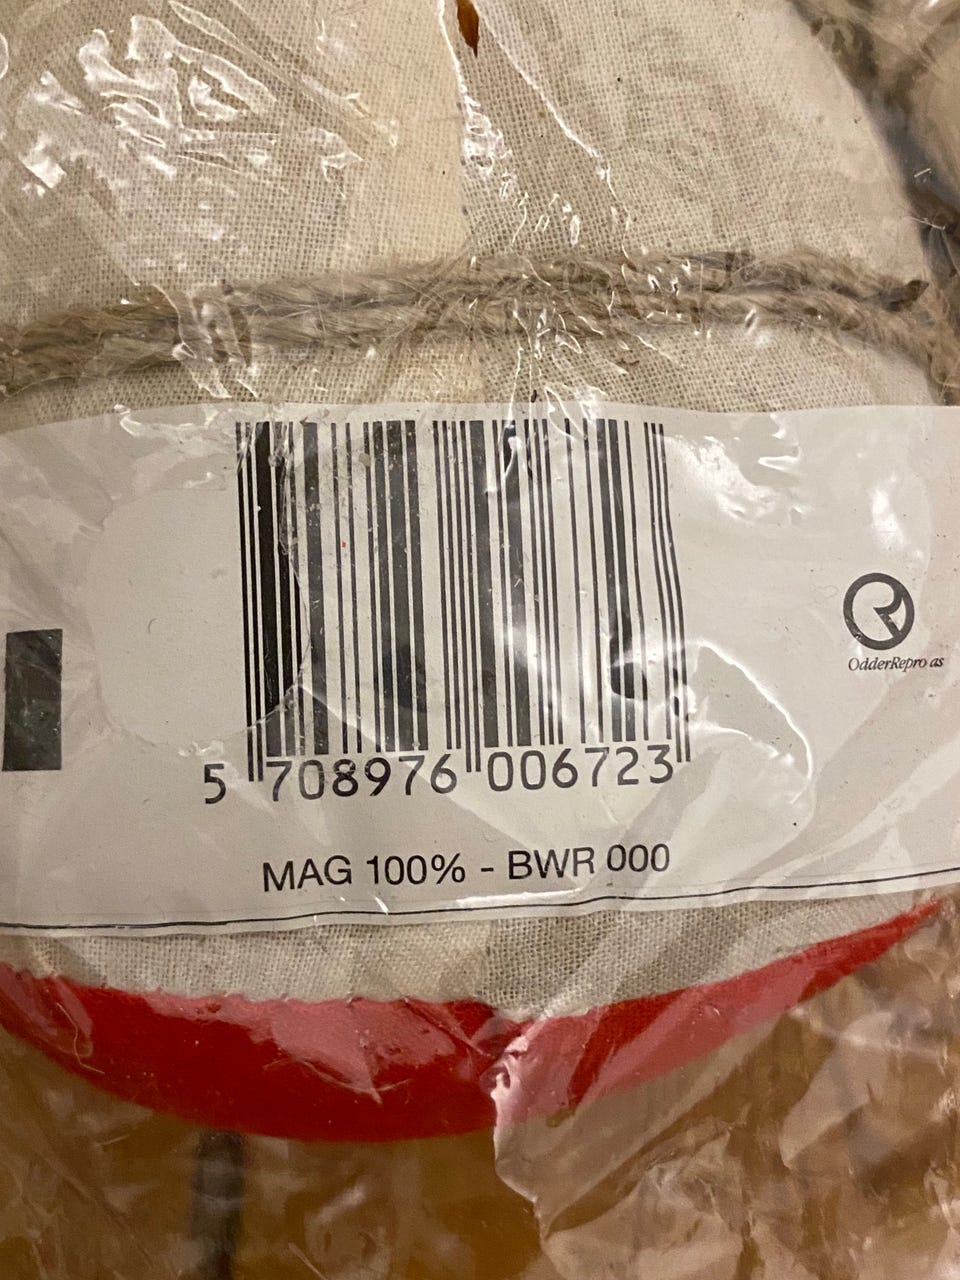 OdderRepro as
5 708976 006723
MAG 100% - BWR 000